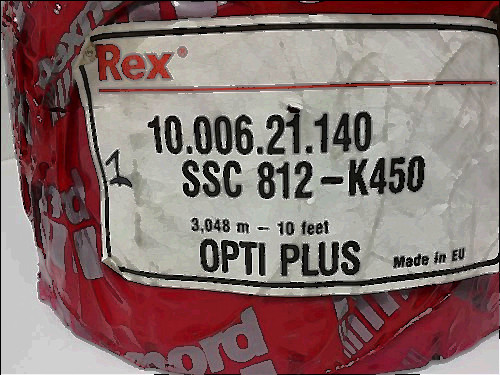 Rex®
10.006.21.140
1
SSC 812-K450
3,048 m - 10 feet
OPTI PLUS
Made in EU